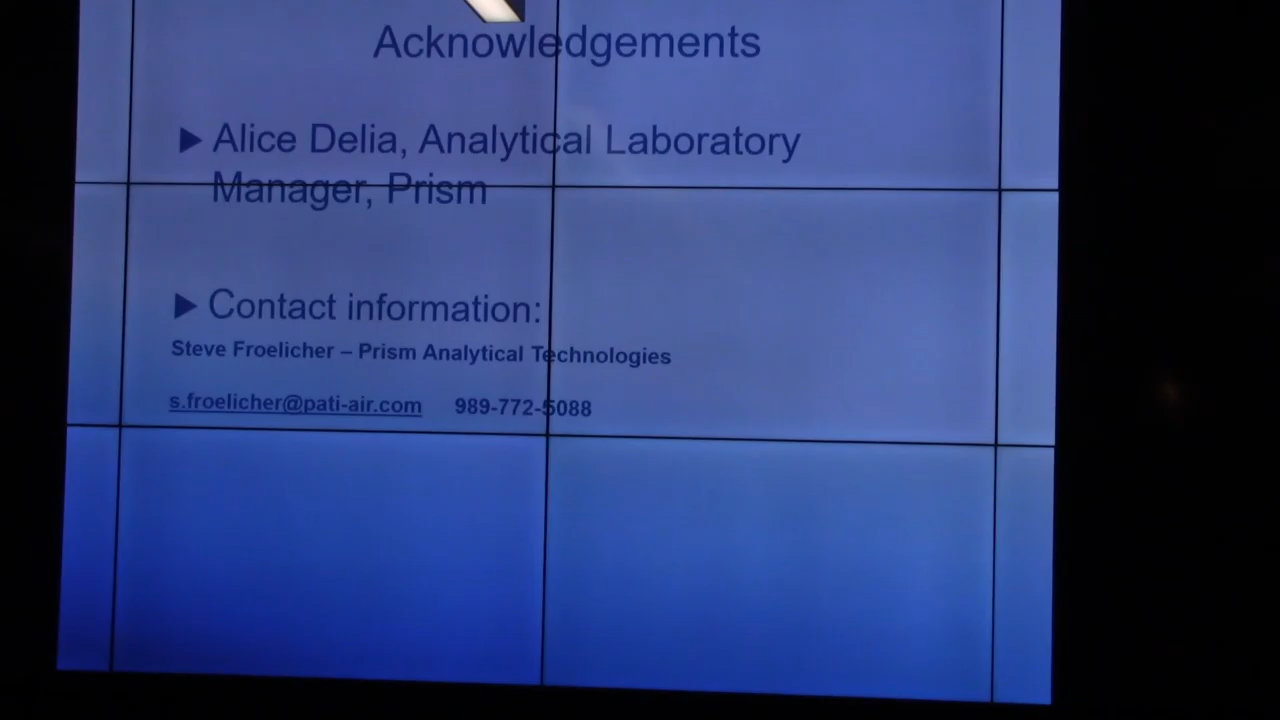 Acknowledgements
▶ Alice Delia, Analytical Laboratory
Manager, Prism
▶ Contact information:
Steve Froelicher – Prism Analytical Technologies
s.froelicher@pati-air.com 989-772-5088